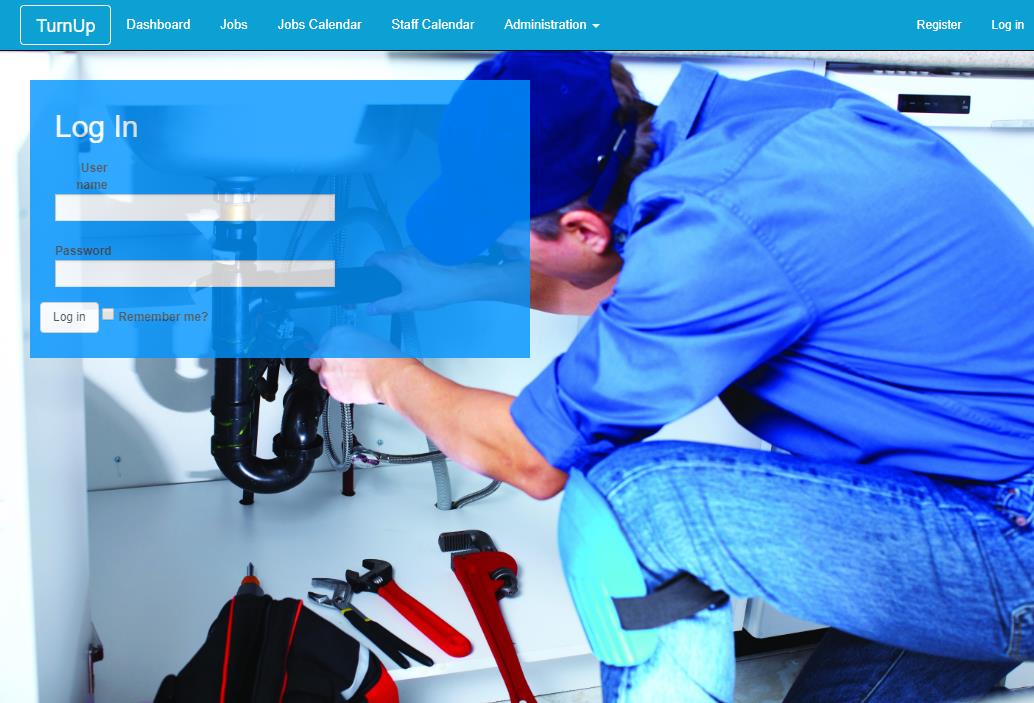 TurnUp Dashboard Jobs Jobs Calendar Staff Calendar Administration Register Log in
Log In
User
name
Password
Log in Remember me?